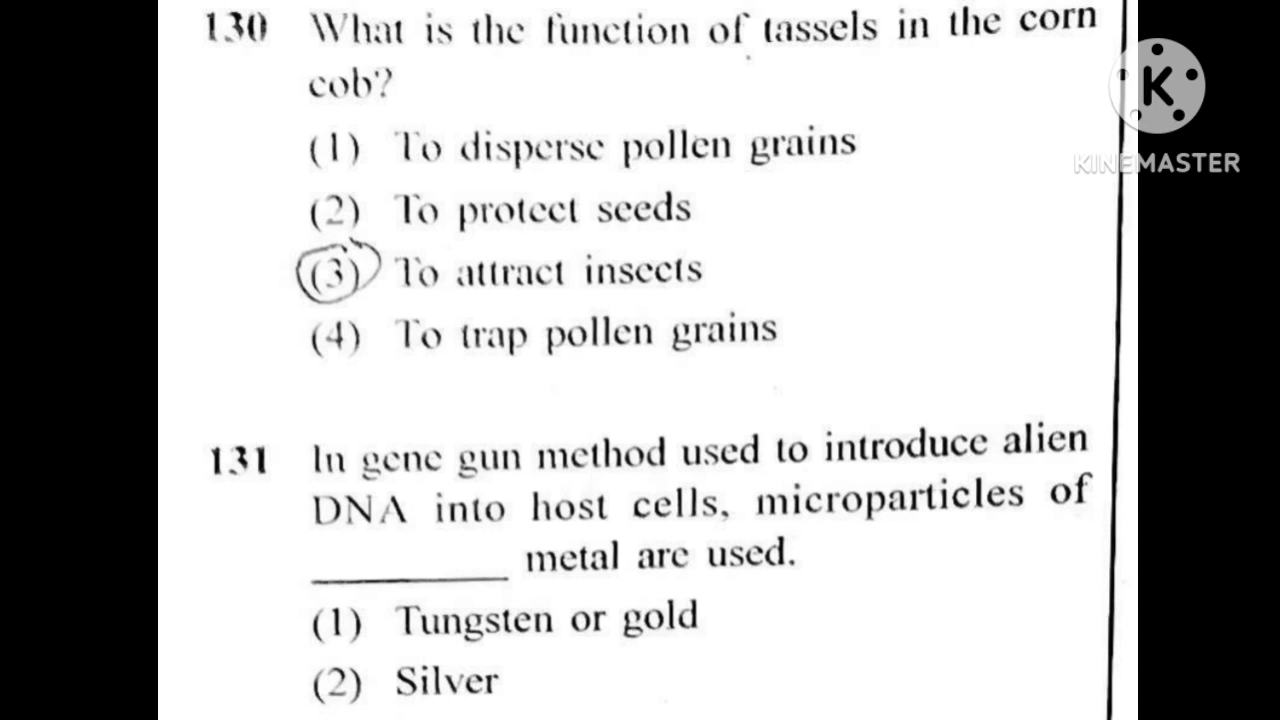 130 What is the function of tassels in the corn
cob?
(1) To disperse pollen grains
(2) To protect seeds
(3) To attract insects
(4) To trap pollen grains
131 In gene gun method used to introduce alien
DNA into host cells, microparticles of
__________ metal are used.
(1) Tungsten or gold
(2) Silver
K
KINEMASTER